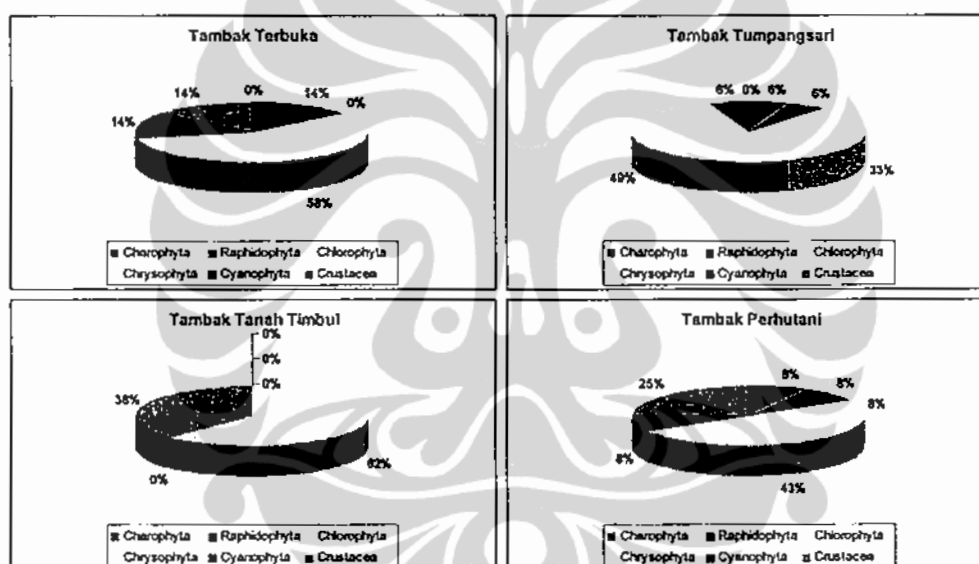 Tambak Terbuka
14% 0% 14% 0%
14%
58%
Charophyta Raphidophyta Chlorophyta
Chrysophyta Cyanophyta Crustacea
Tambak Tumpangsari
6% 0% 6% 6%
49% 33%
Charophyta Raphidophyta Chlorophyta
Chrysophyta Cyanophyta Crustacea
Tambak Tanah Timbul
0%
0%
0%
38%
62%
0%
Charophyta Raphidophyta Chlorophyta
Chrysophyta Cyanophyta Crustacea
Tambak Perhutani
25% 8% 8%
8%
8%
43%
Charophyta Raphidophyta Chlorophyta
Chrysophyta Cyanophyta Crustacea